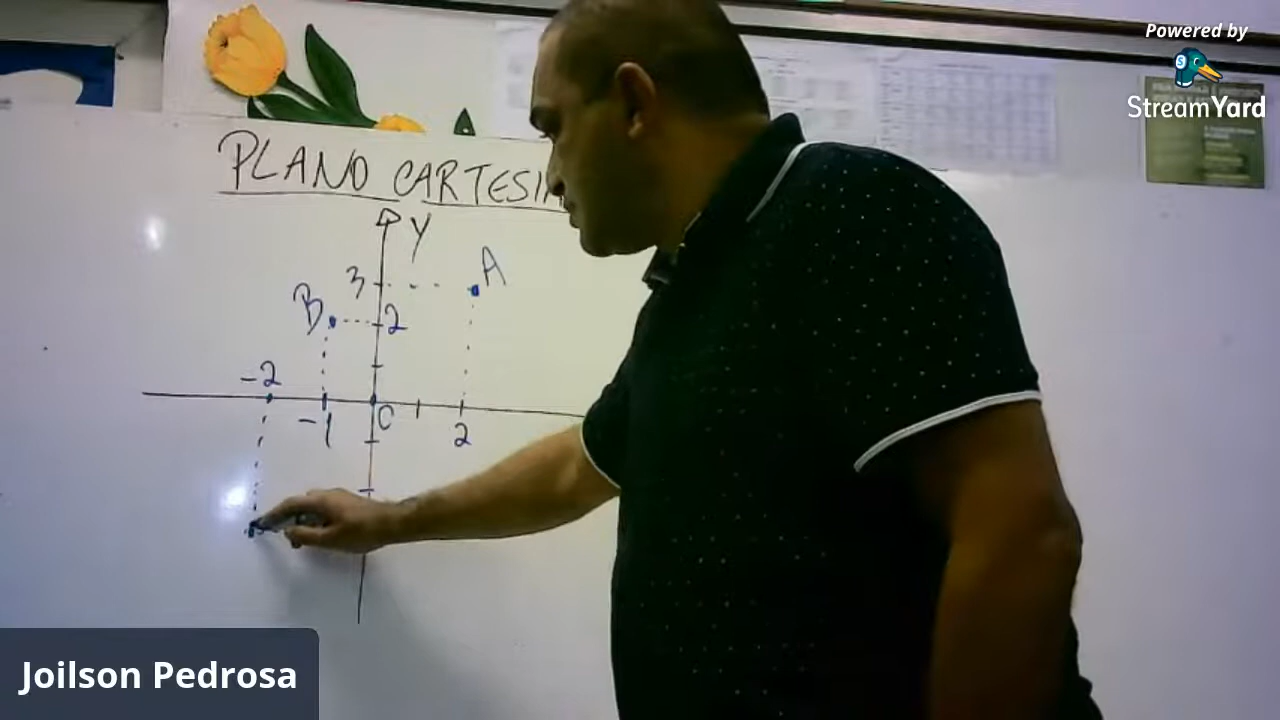 Powered by
StreamYard
PLANO CARTESIA
Y
3
A
B
2
-2
-1
0
2
Joilson Pedrosa